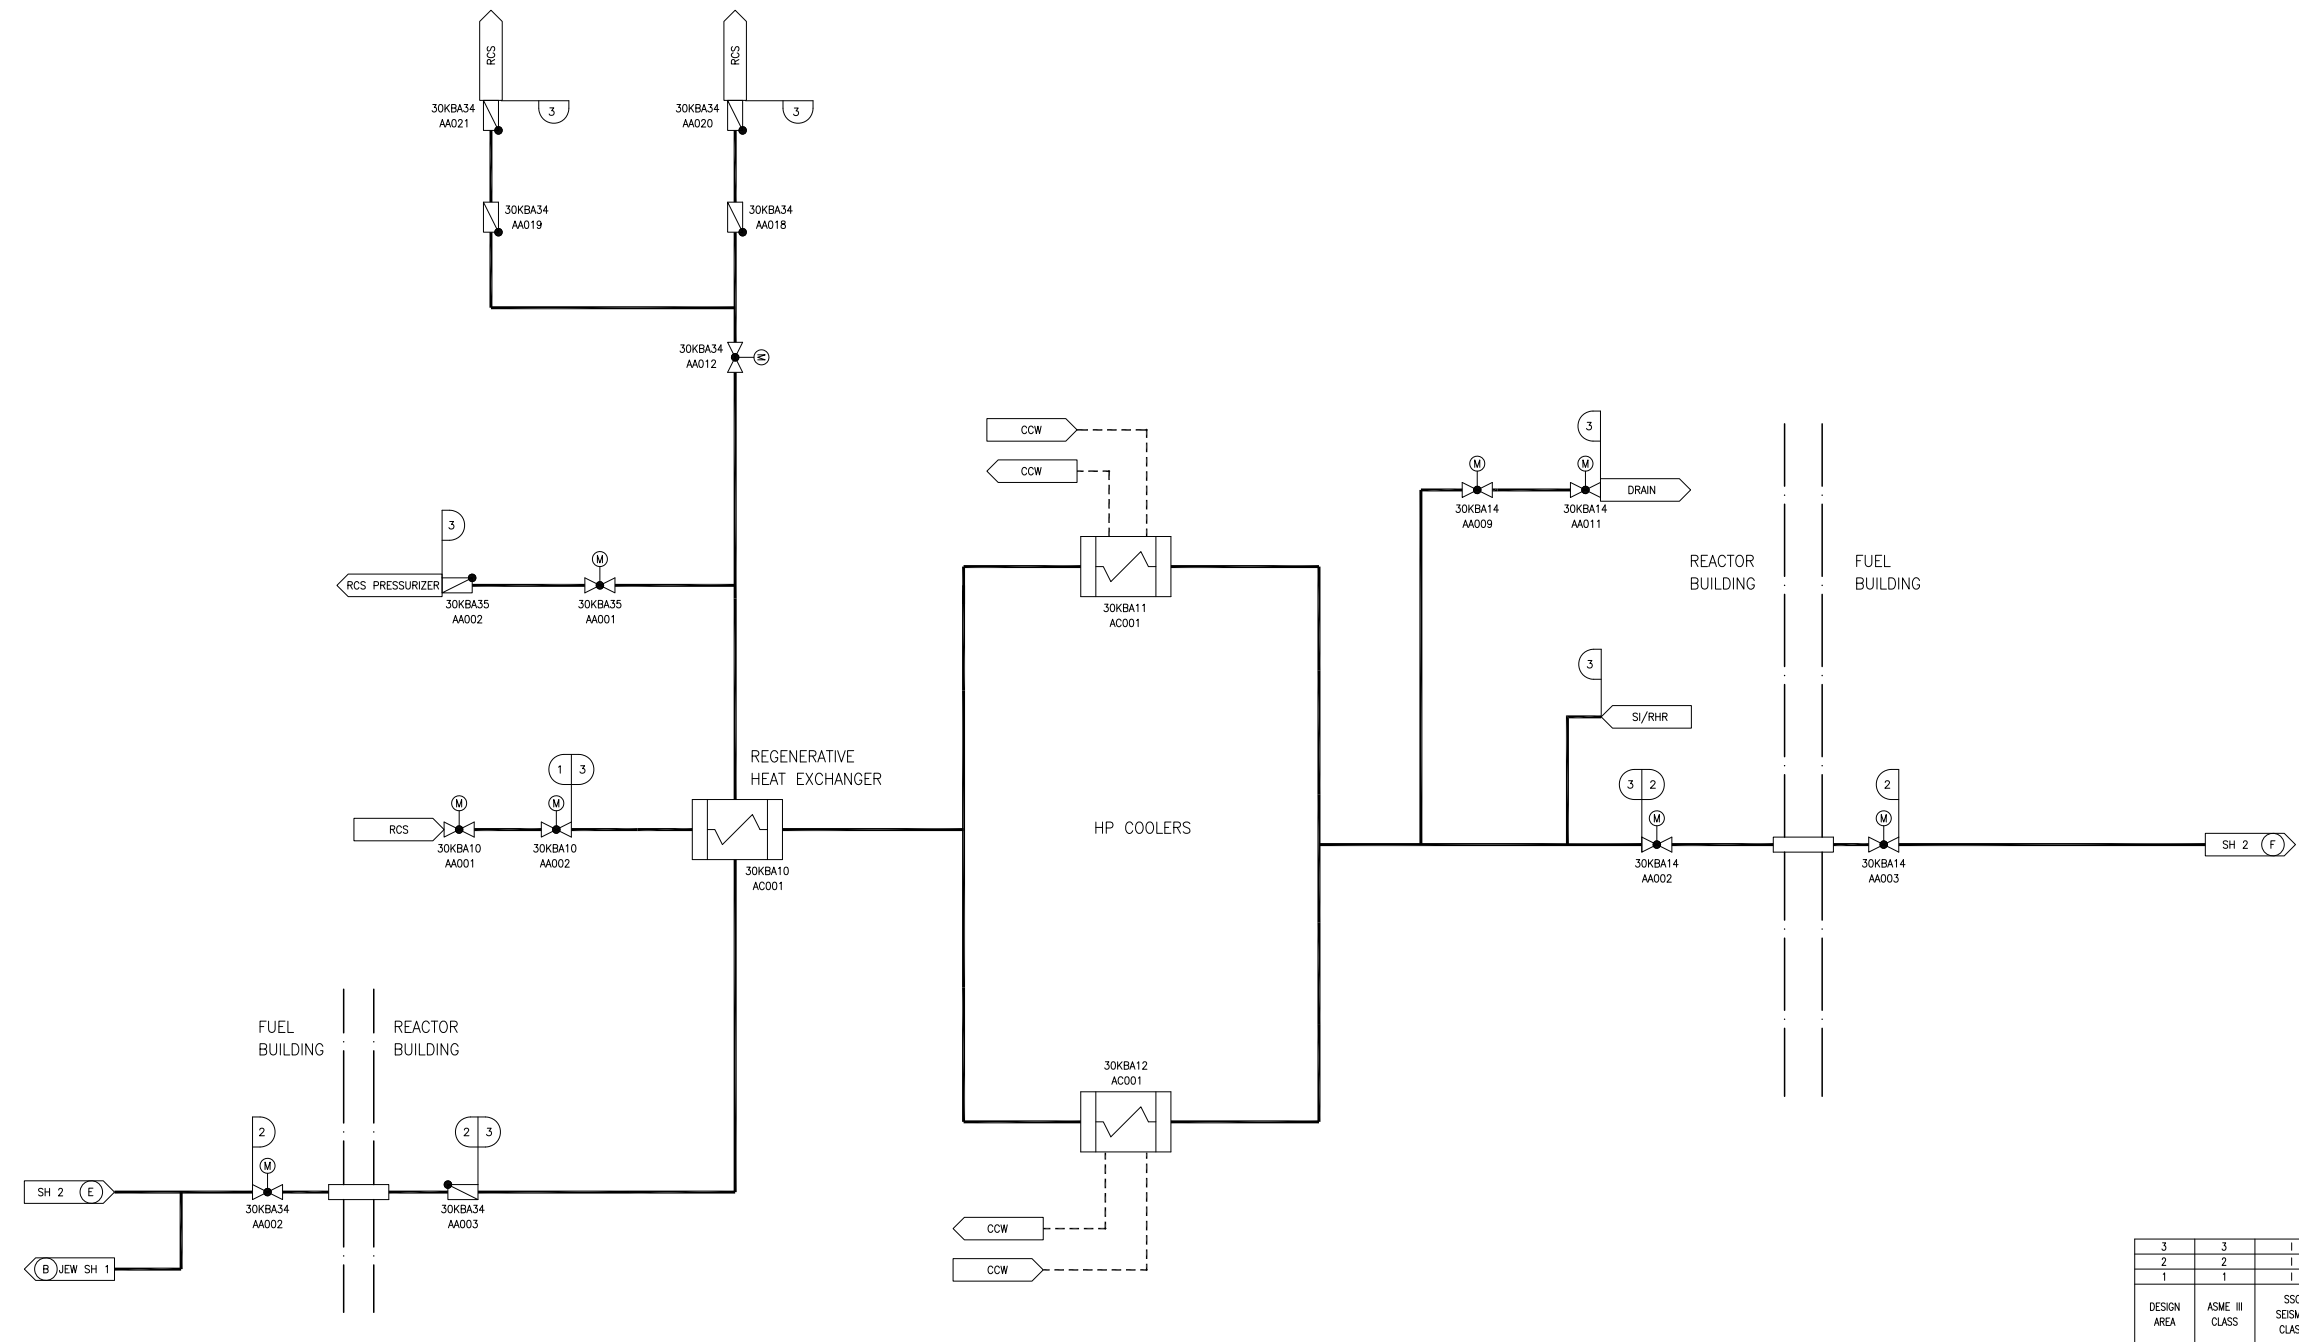 RCS
RCS
30KBA34
AA021
3
30KBA34
AA020
3
30KBA34
AA019
30KBA34
AA018
30KBA34
AA012
M
CCW
CCW
3
M
M
DRAIN
30KBA14
AA009
30KBA14
AA011
3
M
RCS PRESSURIZER
30KBA35
AA002
30KBA35
AA001
30KBA11
AC001
REACTOR
BUILDING
FUEL
BUILDING
3
SI/RHR
REGENERATIVE
HEAT EXCHANGER
1 3
M
M
RCS
30KBA10
AA001
30KBA10
AA002
30KBA10
AC001
HP COOLERS
3 2
M
30KBA14
AA002
2
M
30KBA14
AA003
SH 2 F
FUEL
BUILDING
REACTOR
BUILDING
30KBA12
AC001
2
M
2 3
SH 2 E
30KBA34
AA002
30KBA34
AA003
B JEW SH 1
CCW
CCW
3 3 I
2 2 I
1 1 I
DESIGN
AREA
ASME III
CLASS